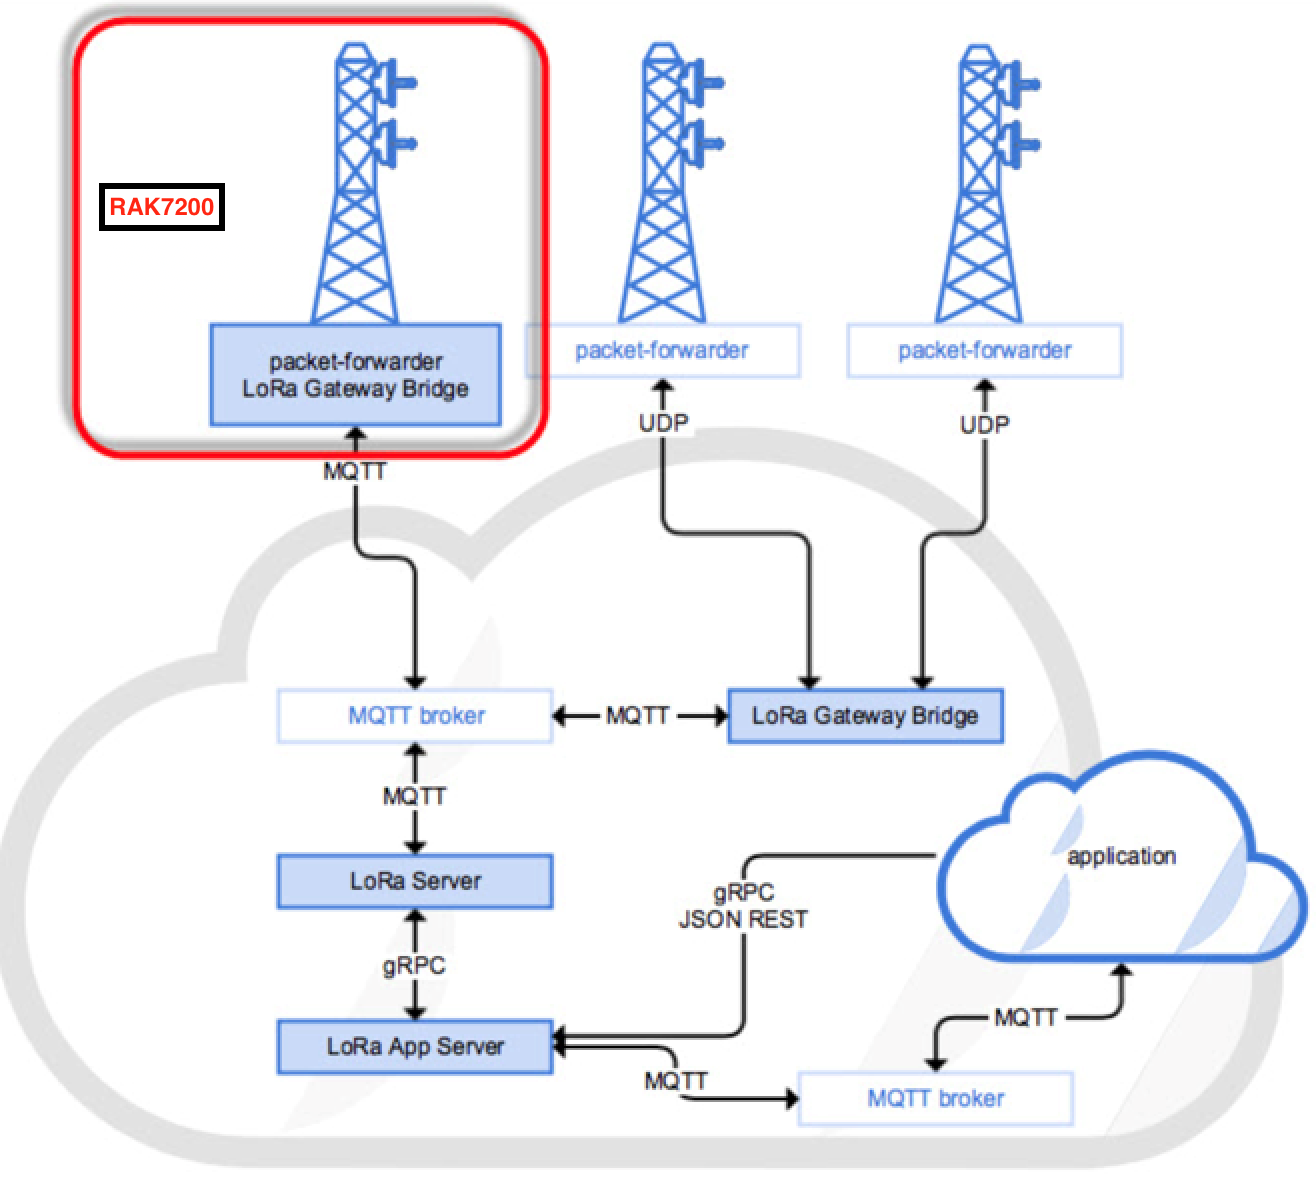 RAK7200
packet-forwarder
LoRa Gateway Bridge
packet-forwarder
packet-forwarder
MQTT
UDP
UDP
MQTT broker
MQTT
LoRa Gateway Bridge
MQTT
LoRa Server
application
gRPC
JSON REST
gRPC
LoRa App Server
MQTT
MQTT
MQTT broker